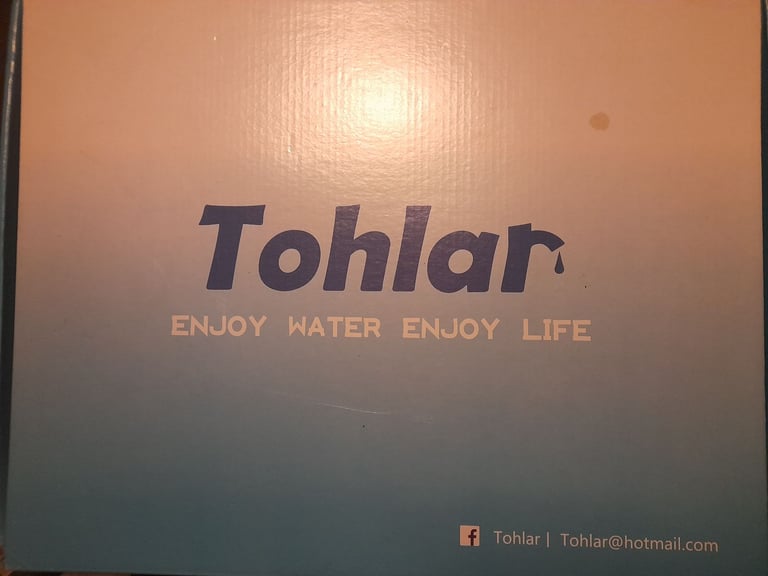 Tohlar
ENJOY WATER ENJOY LIFE
f Tohlar | Tohlar@hotmail.com